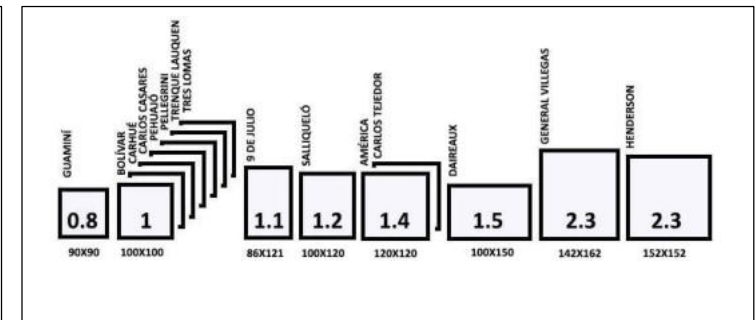 GUAMINÍ
0.8
90X90
BOLÍVAR
CARHUÉ
CARLOS CASARES
PEHUAJÓ
PELLEGRINI
TRENQUE LAUQUEN
TRES LOMAS
1
100X100
9 DE JULIO
1.1
86X121
SALLIQUELÓ
1.2
100X120
AMÉRICA
CARLOS TEJEDOR
1.4
120X120
DAIREAUX
1.5
100X150
GENERAL VILLEGAS
2.3
142X162
HENDERSON
2.3
152X152